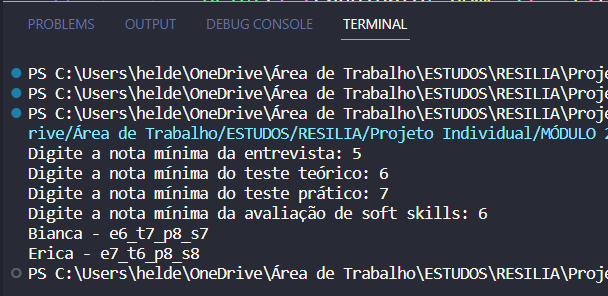 PROBLEMS OUTPUT DEBUG CONSOLE TERMINAL
PS C:\Users\helde\OneDrive\Área de Trabalho\ESTUDOS\RESILIA\Proje
PS C:\Users\helde\OneDrive\Área de Trabalho\ESTUDOS\RESILIA\Proje
PS C:\Users\helde\OneDrive\Área de Trabalho\ESTUDOS\RESILIA\Proje
rive/Área de Trabalho/ESTUDOS/RESILIA/Projeto Individual/MÓDULO 2
Digite a nota mínima da entrevista: 5
Digite a nota mínima do teste teórico: 6
Digite a nota mínima do teste prático: 7
Digite a nota mínima da avaliação de soft skills: 6
Bianca - e6_t7_p8_s7
Erica - e7_t6_p8_s8
PS C:\Users\helde\OneDrive\Área de Trabalho\ESTUDOS\RESILIA\Proje